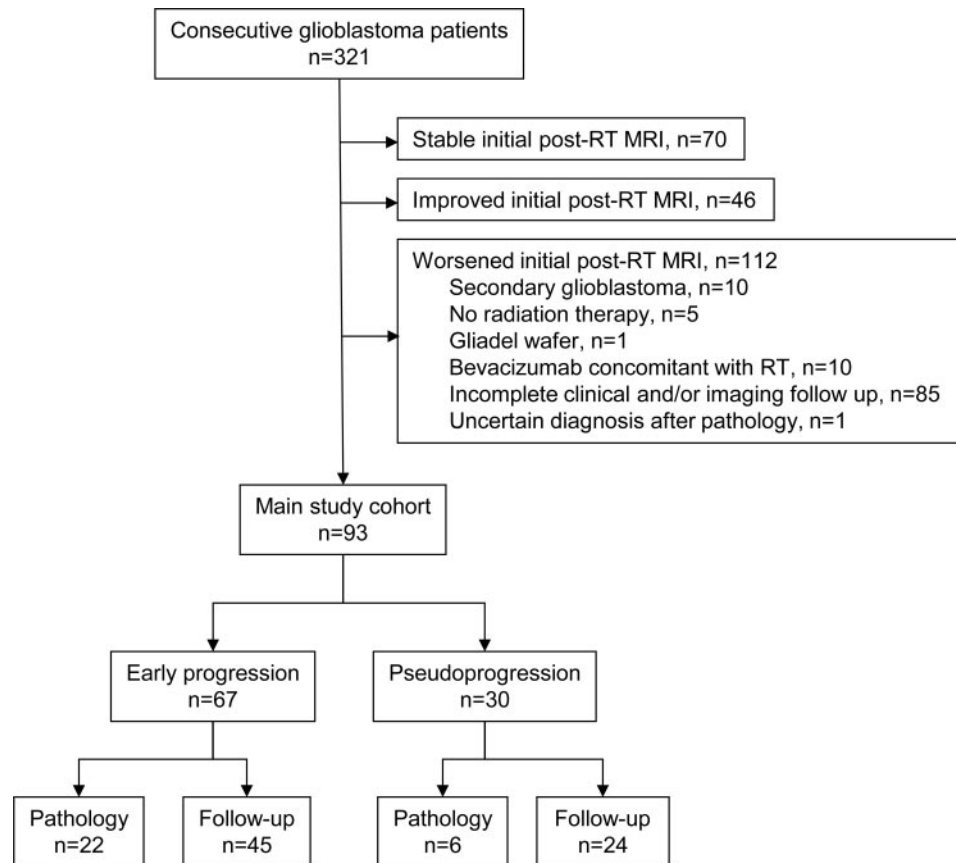 Consecutive glioblastoma patients
n=321
Stable initial post-RT MRI, n=70
Improved initial post-RT MRI, n=46
Worsened initial post-RT MRI, n=112
Secondary glioblastoma, n=10
No radiation therapy, n=5
Gliadel wafer, n=1
Bevacizumab concomitant with RT, n=10
Incomplete clinical and/or imaging follow up, n=85
Uncertain diagnosis after pathology, n=1
Main study cohort
n=93
Early progression
n=67
Pseudoprogression
n=30
Pathology
n=22
Follow-up
n=45
Pathology
n=6
Follow-up
n=24